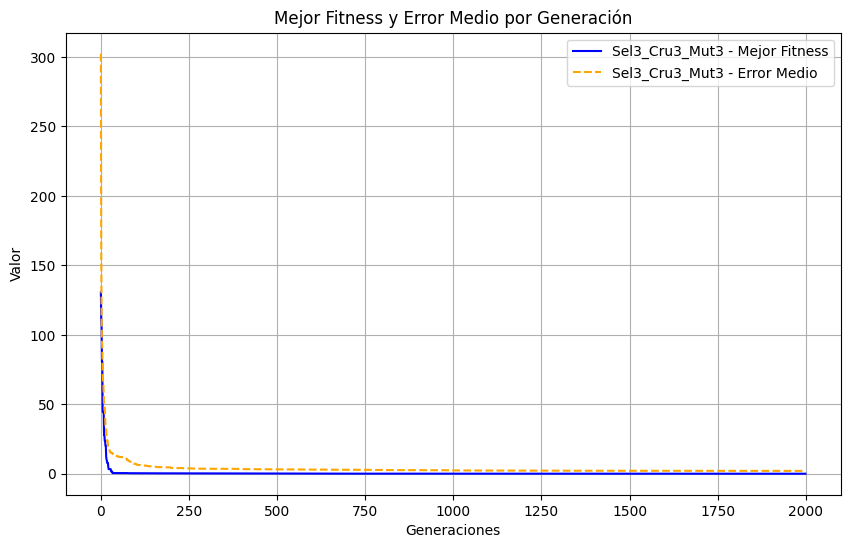 Mejor Fitness y Error Medio por Generación
Sel3_Cru3_Mut3 - Mejor Fitness
Sel3_Cru3_Mut3 - Error Medio
Valor
300
250
200
150
100
50
0
0 250 500 750 1000 1250 1500 1750 2000
Generaciones